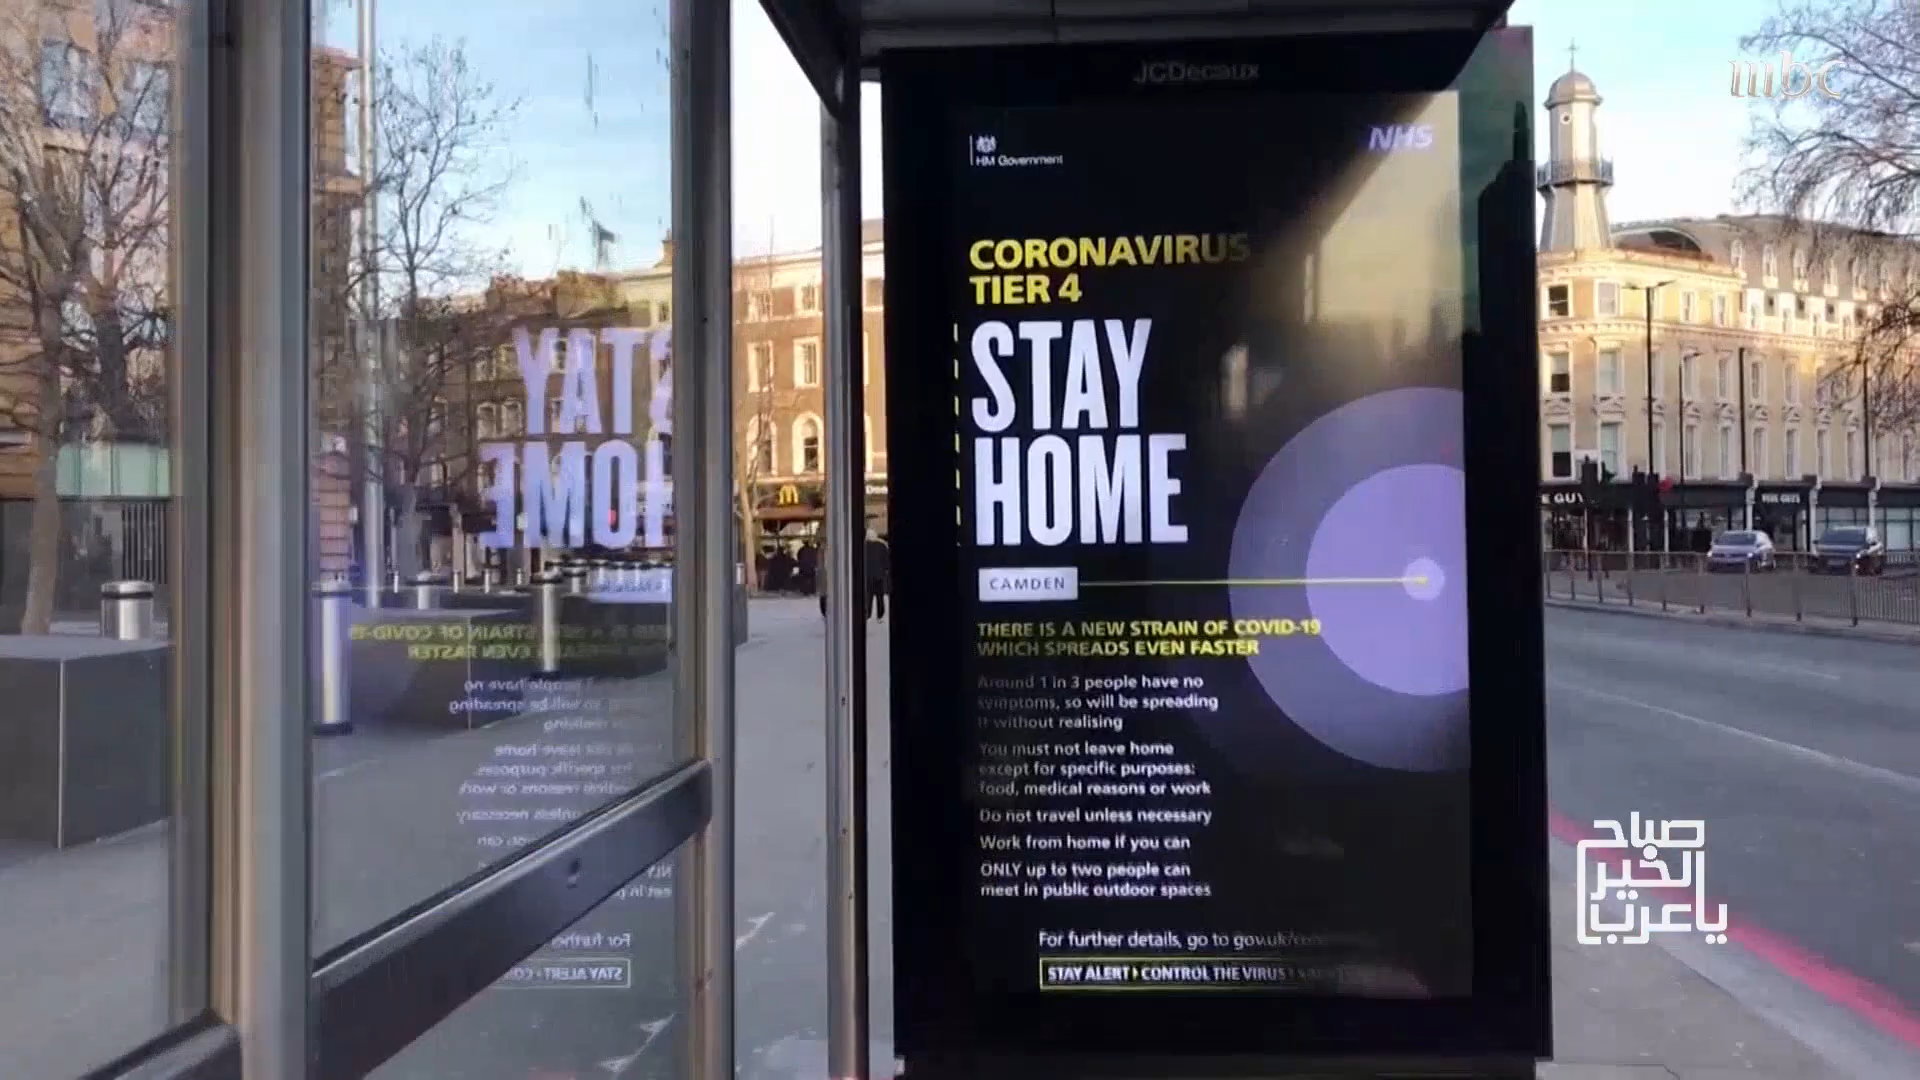 JCDecaux
mbc
HM Government
NHS
CORONAVIRUS
TIER 4
STAY
HOME
CAMDEN
THERE IS A NEW STRAIN OF COVID-19
WHICH SPREADS EVEN FASTER
Around 1 in 3 people have no
symptoms, so will be spreading
it without realising
You must not leave home
except for specific purposes:
food, medical reasons or work
Do not travel unless necessary
Work from home if you can
ONLY up to two people can
meet in public outdoor spaces
For further details, go to gov.uk/
STAY ALERT CONTROL THE VIRUS
صباح
الخير
يا عرب